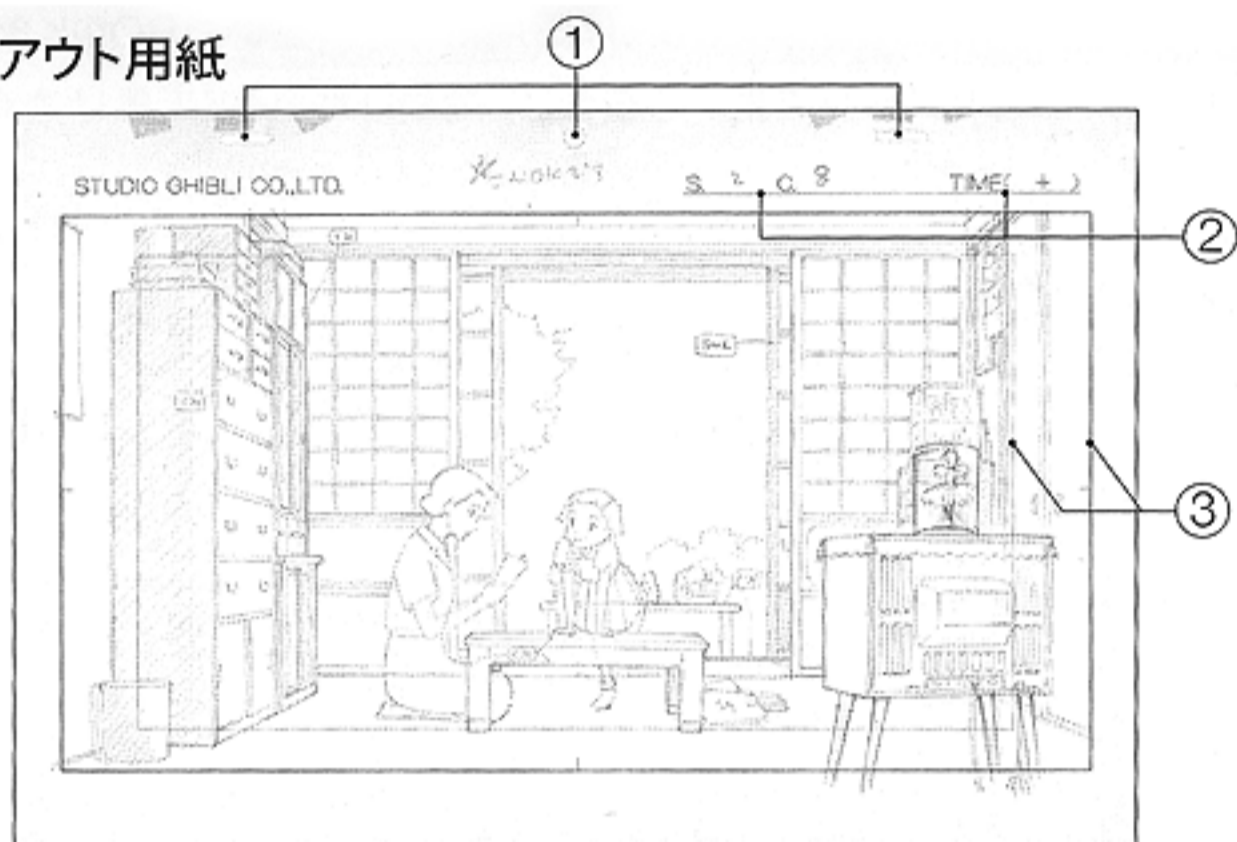 アウト用紙
①
STUDIO GHIBLI CO.,LTD.
S. 2 C. 8 TIME( + )
②
③